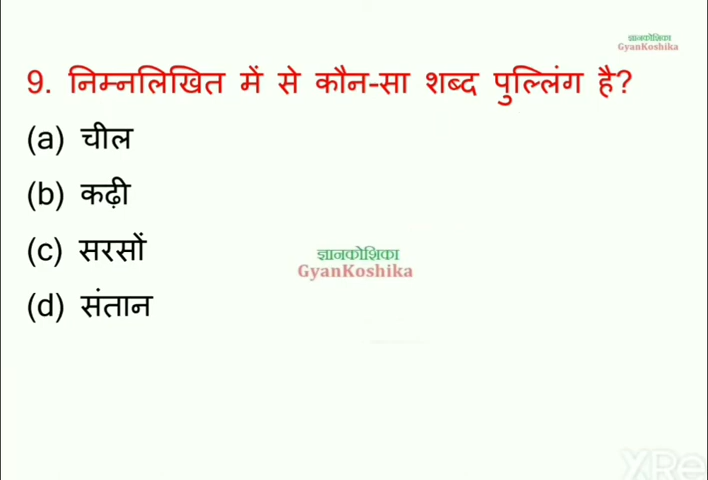 ज्ञानकोशिका
GyanKoshika
9. निम्नलिखित में से कौन-सा शब्द पुल्लिंग है?
(a) चील
(b) कढ़ी
(c) सरसों
ज्ञानकोशिका
GyanKoshika
(d) संतान